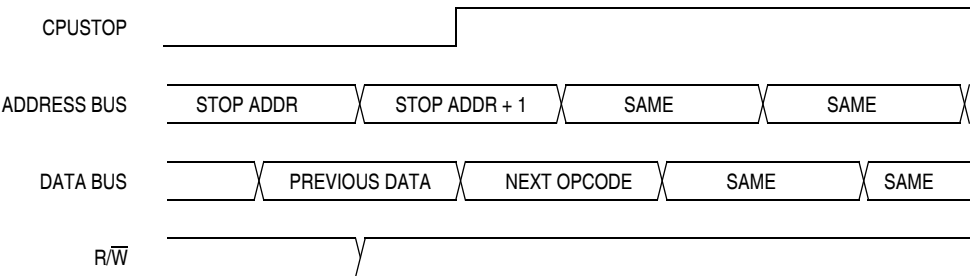 CPUSTOP
ADDRESS BUS STOP ADDR STOP ADDR + 1 SAME SAME
DATA BUS PREVIOUS DATA NEXT OPCODE SAME SAME
R/W̅